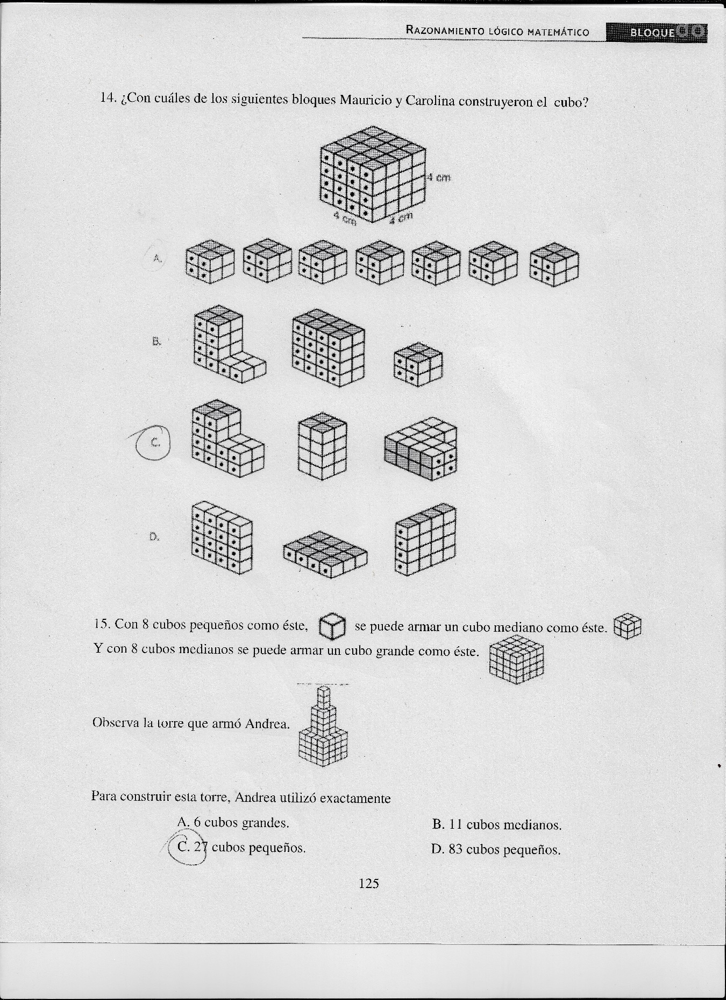 RAZONAMIENTO LÓGICO MATEMÁTICO BLOQUE
14. ¿Con cuáles de los siguientes bloques Mauricio y Carolina construyeron el cubo?
4 cm
4 cm 4 cm
A.
B.
C.
D.
15. Con 8 cubos pequeños como éste, se puede armar un cubo mediano como éste.
Y con 8 cubos medianos se puede armar un cubo grande como éste.
Observa la torre que armó Andrea.
Para construir esta torre, Andrea utilizó exactamente
A. 6 cubos grandes. B. 11 cubos medianos.
C. 27 cubos pequeños. D. 83 cubos pequeños.
125